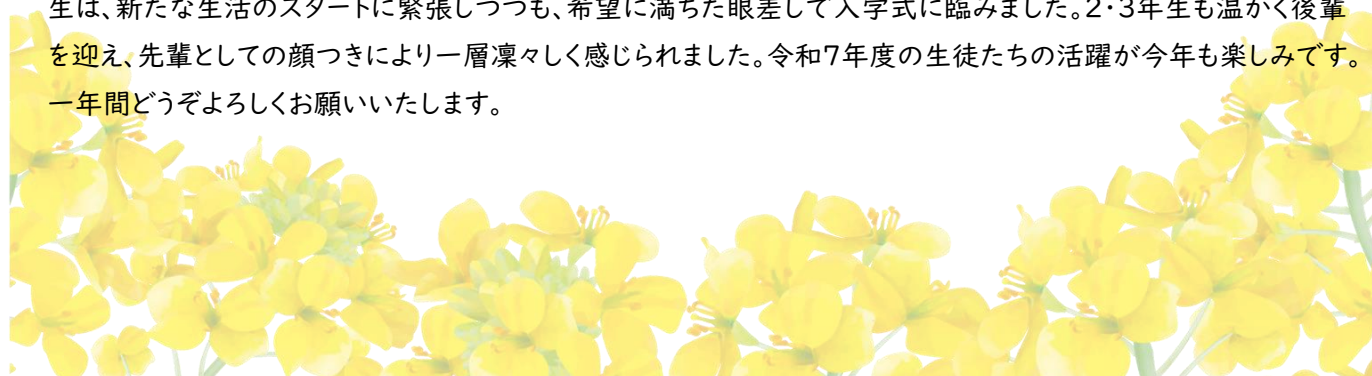 生は、新たな生活のスタートに緊張しつつも、希望に満ちた眼差しで入学式に臨みました。2・3年生も温かく後輩
を迎え、先輩としての顔つきにより一層凛々しく感じられました。令和7年度の生徒たちの活躍が今年も楽しみです。
一年間どうぞよろしくお願いいたします。